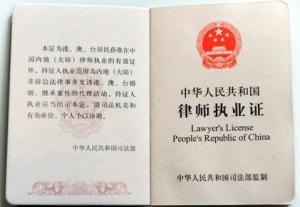 本证为港、澳、台居民获准在中
国内地(大陆)律师执业的有效证
件。持证人执业范围为内地(大陆)
非诉讼法律事务及涉港、澳、台婚
姻、继承案件的代理活动。持证人
执业应当出示本证。请司法机关和
有关单位、个人予以协助。
中华人民共和国司法部
中华人民共和国
律师执业证
Lawyer's License
People's Republic of China
中华人民共和国司法部监制